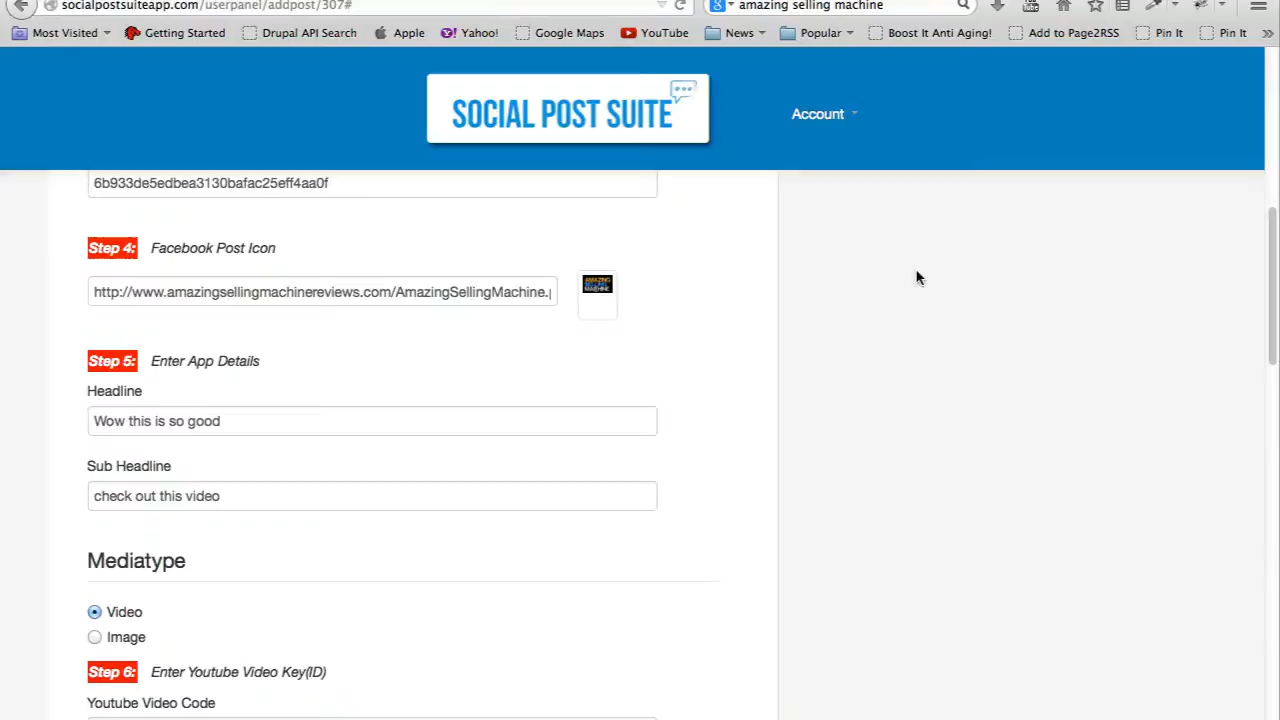 socialpostsuiteapp.com/userpanel/addpost/307#
amazing selling machine
Most Visited
Getting Started
Drupal API Search
Apple
Yahoo!
Google Maps
YouTube
News
Popular
Boost It Anti Aging!
Add to Page2RSS
Pin It
Pin It
SOCIAL POST SUITE
Account
6b933de5edbea3130bafac25eff4aa0f
Step 4: Facebook Post Icon
http://www.amazingsellingmachinereviews.com/AmazingSellingMachine.p
AMAZING
SELLING
MACHINE
Step 5: Enter App Details
Headline
Wow this is so good
Sub Headline
check out this video
Mediatype
Video
Image
Step 6: Enter Youtube Video Key(ID)
Youtube Video Code